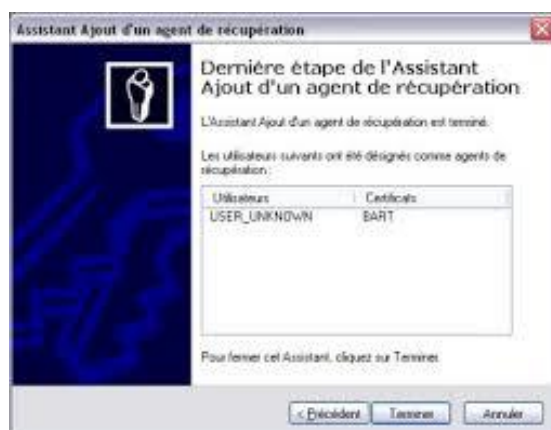 Assistant Ajout d'un agent de récupération
Dernière étape de l'Assistant
Ajout d'un agent de récupération
L'Assistant Ajout d'un agent de récupération est terminé.
Les utilisateurs suivants ont été désignés comme agents de
récupération :
Utilisateurs Certificats
USER_UNKNOWN BART
Pour fermer cet Assistant, cliquez sur Terminer.
< Précédent Terminer Annuler